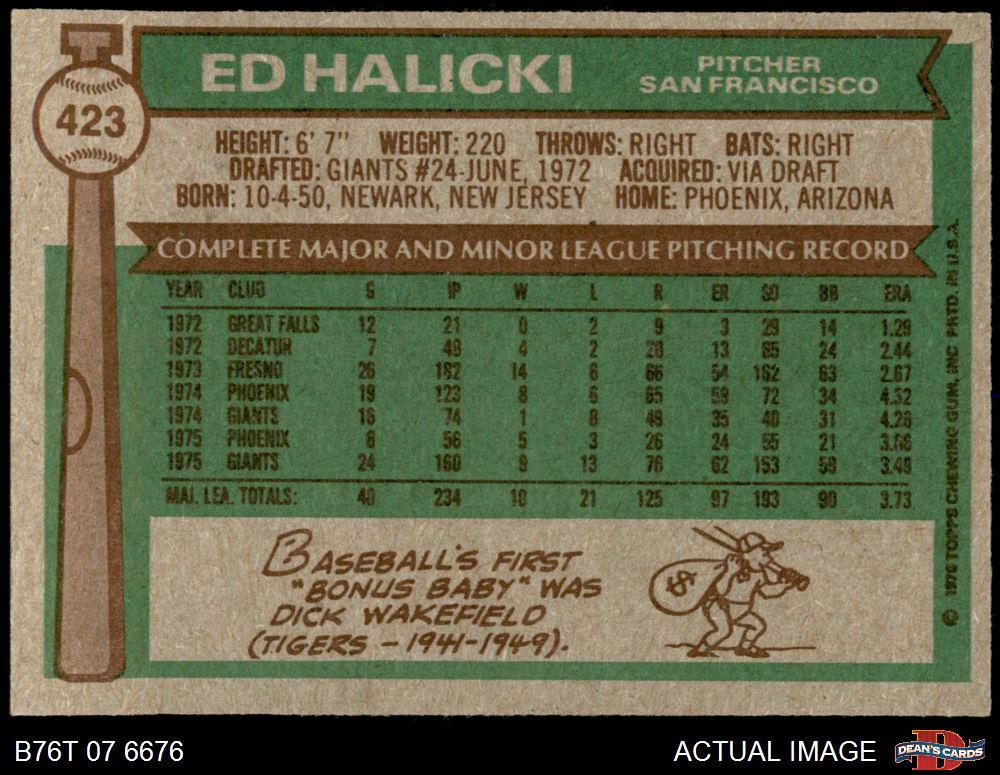 ED HALICKI
PITCHER
SAN FRANCISCO
423
HEIGHT: 6' 7" WEIGHT: 220 THROWS: RIGHT BATS: RIGHT
DRAFTED: GIANTS #24-JUNE, 1972 ACQUIRED: VIA DRAFT
BORN: 10-4-50, NEWARK, NEW JERSEY HOME: PHOENIX, ARIZONA
COMPLETE MAJOR AND MINOR LEAGUE PITCHING RECORD
YEAR CLUB G IP W L R ER SO BB ERA
1972 GREAT FALLS 12 21 0 2 9 3 29 14 1.29
1972 DECATUR 7 48 4 2 20 13 65 24 2.44
1973 FRESNO 26 182 14 6 66 54 162 63 2.67
1974 PHOENIX 19 123 8 6 65 59 72 34 4.32
1974 GIANTS 16 74 1 8 49 35 40 31 4.26
1975 PHOENIX 8 56 5 3 26 24 55 21 3.86
1975 GIANTS 24 160 9 13 76 62 153 59 3.49
MAJ. LEA. TOTALS: 40 234 10 21 125 97 193 90 3.73
BASEBALL'S FIRST
"BONUS BABY" WAS
DICK WAKEFIELD
(TIGERS - 1941-1949).
$
© 1976 TOPPS CHEWING GUM, INC PRTD. IN U.S.A.
B76T 07 6676
ACTUAL IMAGE
D
DEAN'S CARDS